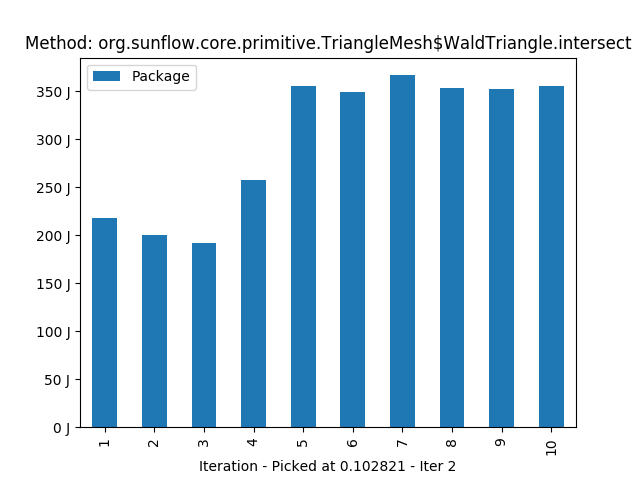 Method: org.sunflow.core.primitive.TriangleMesh$WaldTriangle.intersect
Package
350 J
300 J
250 J
200 J
150 J
100 J
50 J
0 J
1 2 3 4 5 6 7 8 9 10
Iteration - Picked at 0.102821 - Iter 2